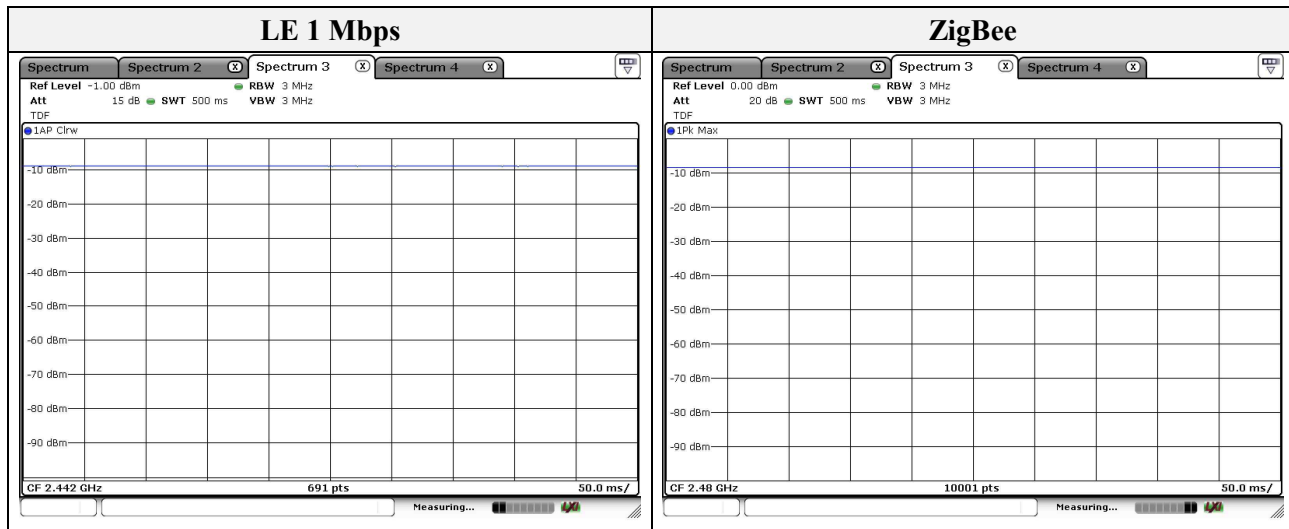 LE 1 Mbps
Spectrum Spectrum 2 X Spectrum 3 X Spectrum 4 X
Ref Level -1.00 dBm RBW 3 MHz
Att 15 dB SWT 500 ms VBW 3 MHz
TDF
1AP Clrw
-10 dBm
-20 dBm
-30 dBm
-40 dBm
-50 dBm
-60 dBm
-70 dBm
-80 dBm
-90 dBm
CF 2.442 GHz 691 pts 50.0 ms/
Measuring... LXI
ZigBee
Spectrum Spectrum 2 X Spectrum 3 X Spectrum 4 X
Ref Level 0.00 dBm RBW 3 MHz
Att 20 dB SWT 500 ms VBW 3 MHz
TDF
1Pk Max
-10 dBm
-20 dBm
-30 dBm
-40 dBm
-50 dBm
-60 dBm
-70 dBm
-80 dBm
-90 dBm
CF 2.48 GHz 10001 pts 50.0 ms/
Measuring... LXI